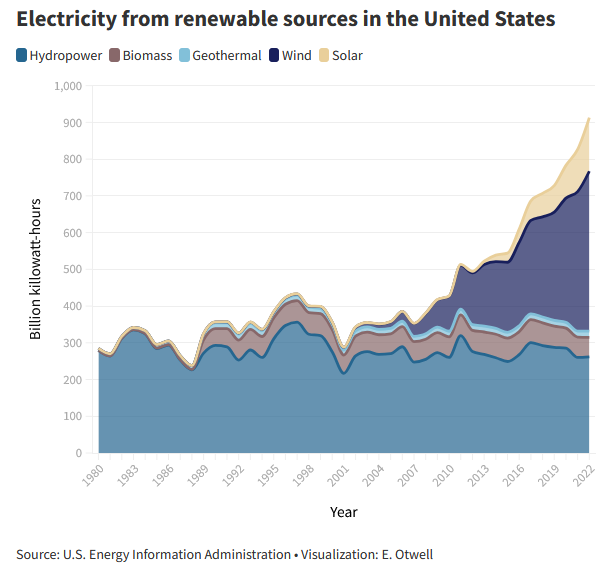 Electricity from renewable sources in the United States
Hydropower Biomass Geothermal Wind Solar
1,000
900
800
700
600
500
400
300
200
100
0
Billion killowatt-hours
1980 1983 1986 1989 1992 1995 1998 2001 2004 2007 2010 2013 2016 2019 2022
Year
Source: U.S. Energy Information Administration • Visualization: E. Otwell